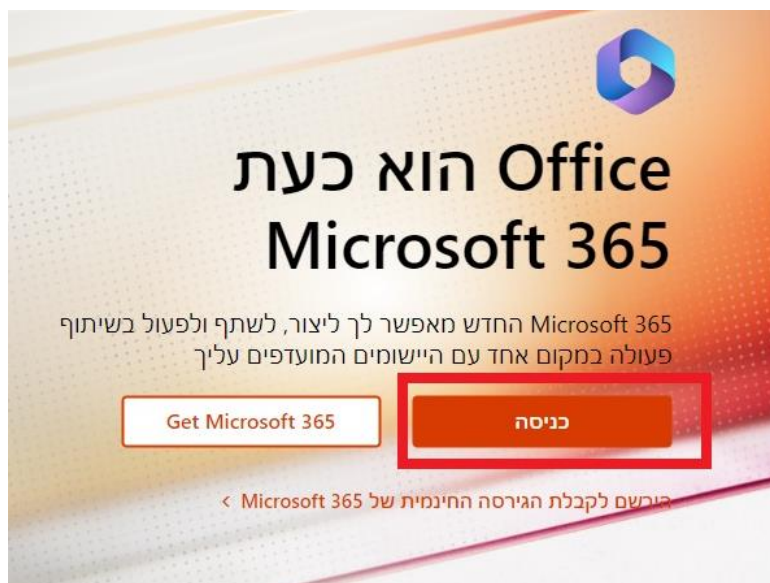 Office הוא כעת
Microsoft 365
Microsoft 365 החדש מאפשר לך ליצור, לשתף ולפעול בשיתוף
פעולה במקום אחד עם היישומים המועדפים עליך
כניסה
Get Microsoft 365
הירשם לקבלת הגירסה החינמית של Microsoft 365 >